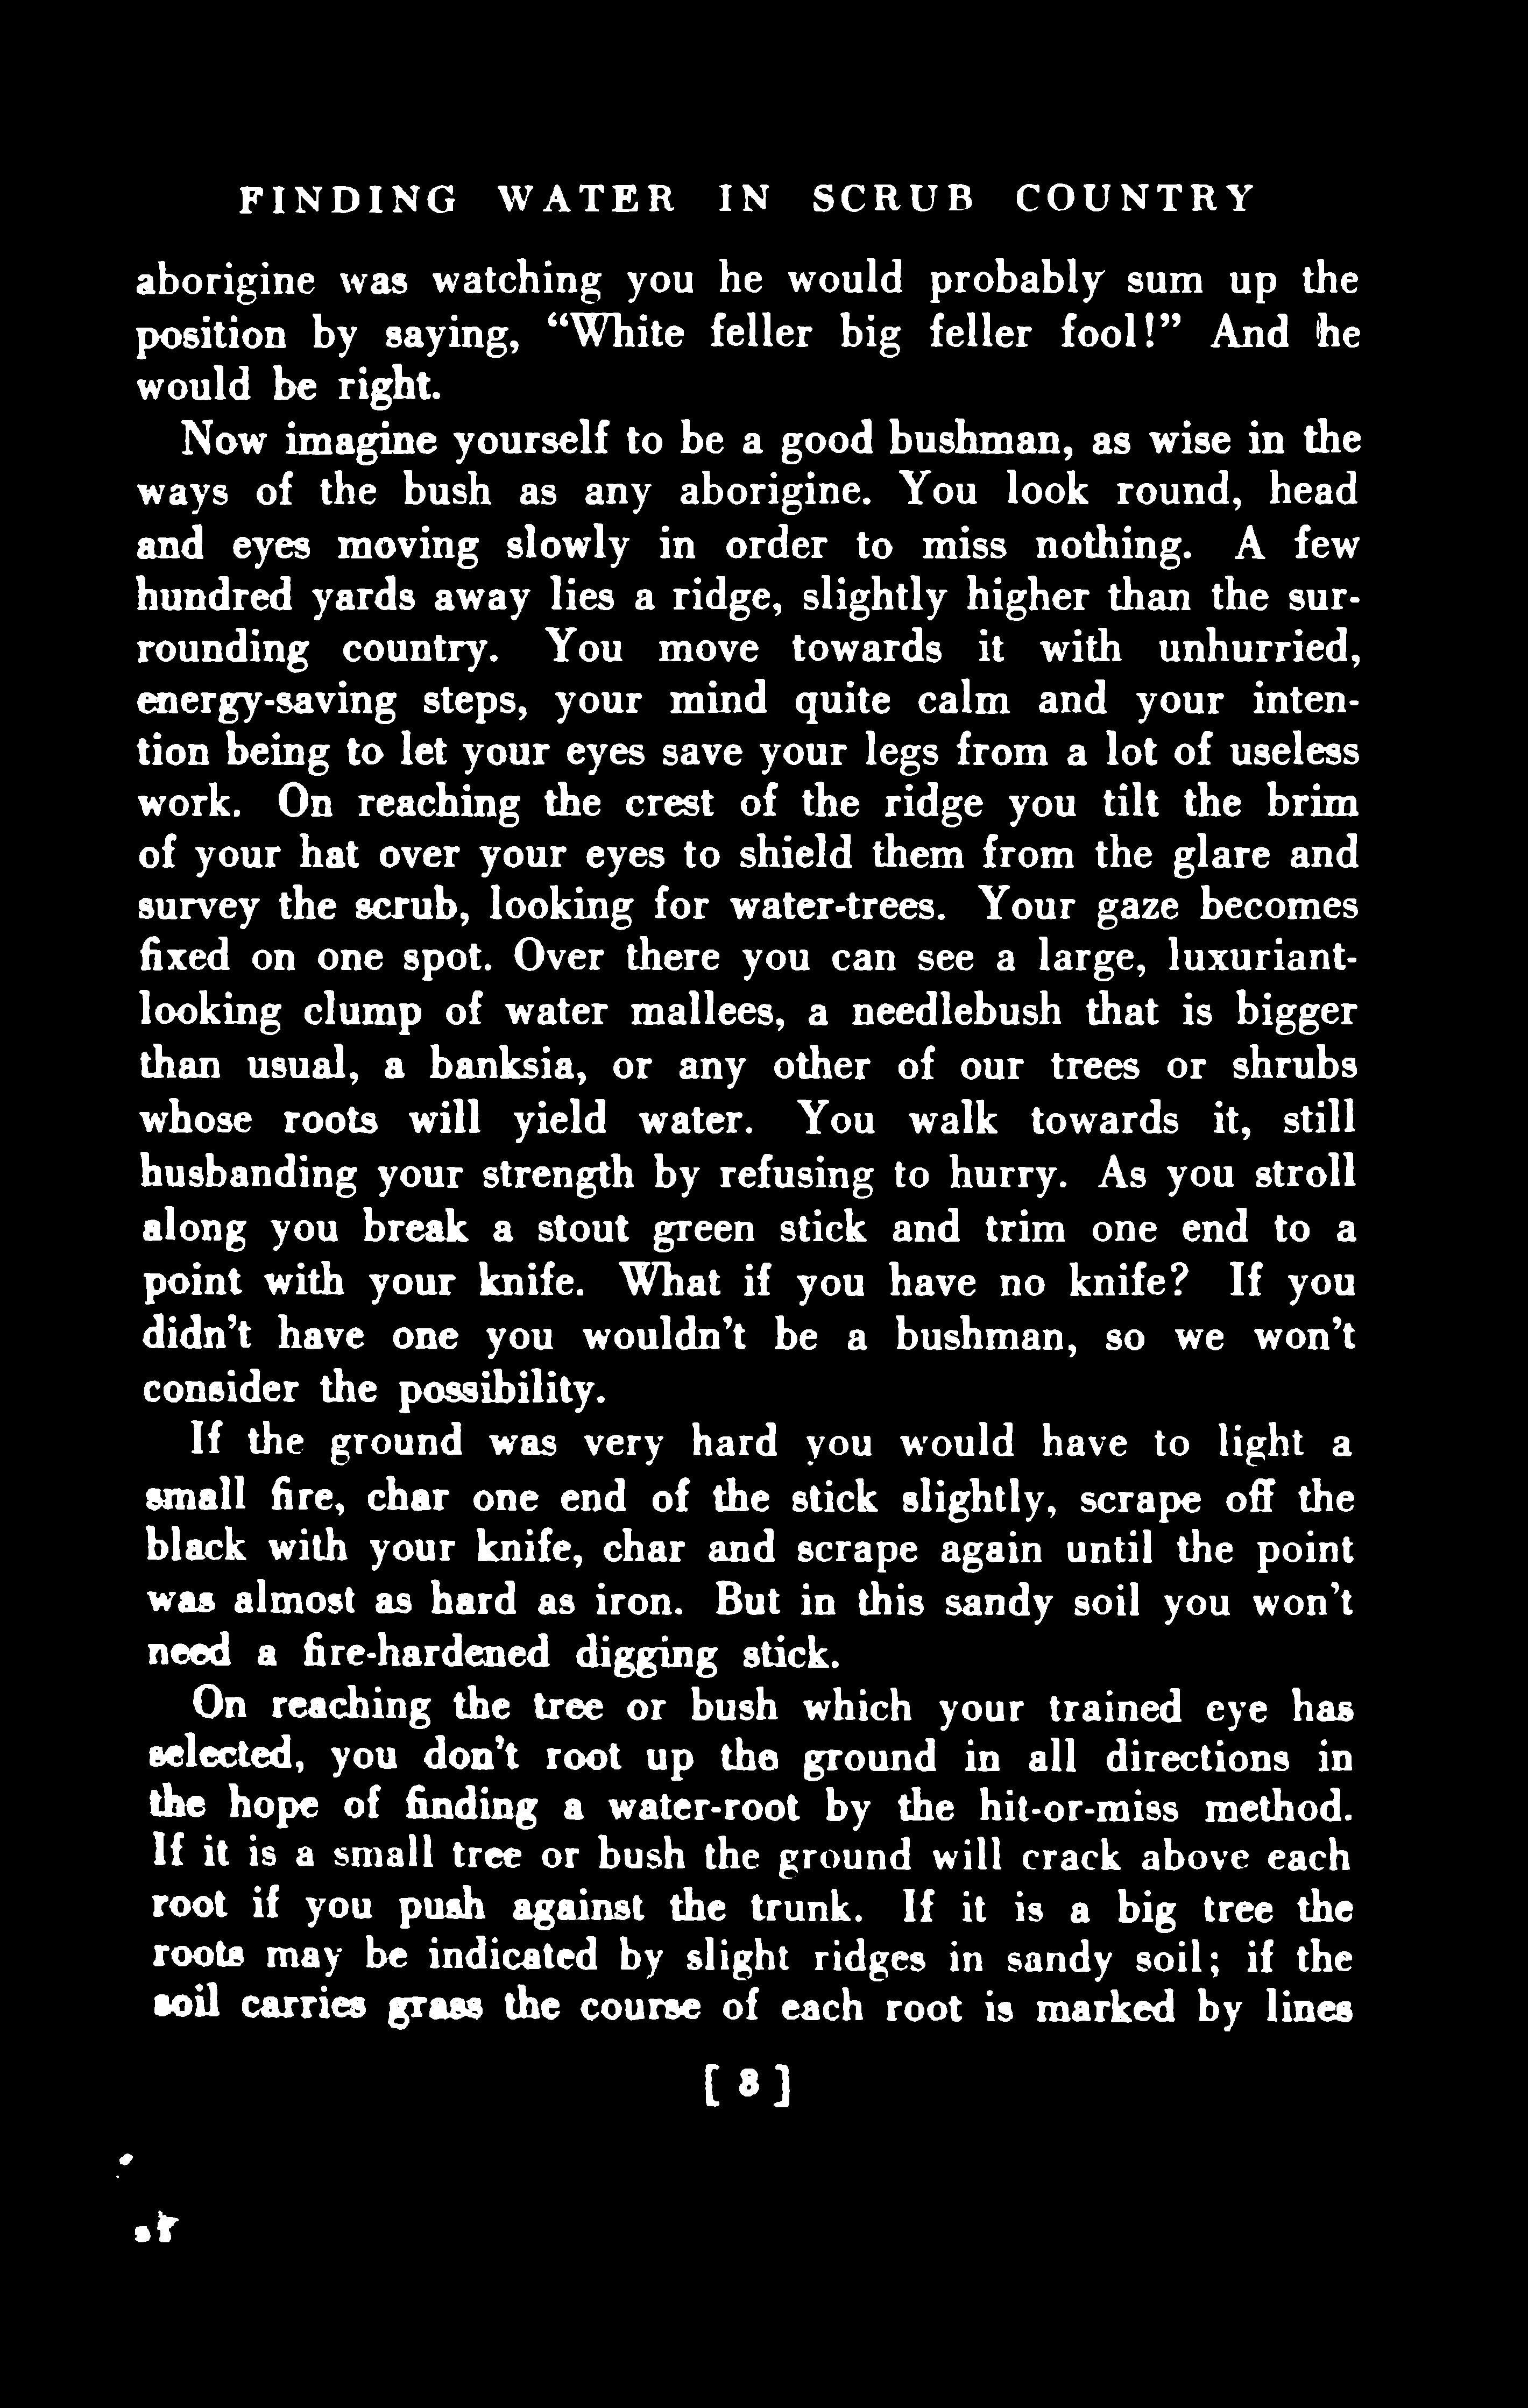 FINDING WATER IN SCRUB COUNTRY
aborigine was watching you he would probably sum up the
position by saying, “White feller big feller fool!” And he
would be right.
Now imagine yourself to be a good bushman, as wise in the
ways of the bush as any aborigine. You look round, head
and eyes moving slowly in order to miss nothing. A few
hundred yards away lies a ridge, slightly higher than the sur-
rounding country. You move towards it with unhurried,
energy-saving steps, your mind quite calm and your inten-
tion being to let your eyes save your legs from a lot of useless
work. On reaching the crest of the ridge you tilt the brim
of your hat over your eyes to shield them from the glare and
survey the scrub, looking for water-trees. Your gaze becomes
fixed on one spot. Over there you can see a large, luxuriant-
looking clump of water mallees, a needlebush that is bigger
than usual, a banksia, or any other of our trees or shrubs
whose roots will yield water. You walk towards it, still
husbanding your strength by refusing to hurry. As you stroll
along you break a stout green stick and trim one end to a
point with your knife. What if you have no knife? If you
didn’t have one you wouldn’t be a bushman, so we won’t
consider the possibility.
If the ground was very hard you would have to light a
small fire, char one end of the stick slightly, scrape off the
black with your knife, char and scrape again until the point
was almost as hard as iron. But in this sandy soil you won’t
need a fire-hardened digging stick.
On reaching the tree or bush which your trained eye has
selected, you don’t root up the ground in all directions in
the hope of finding a water-root by the hit-or-miss method.
If it is a small tree or bush the ground will crack above each
root if you push against the trunk. If it is a big tree the
roots may be indicated by slight ridges in sandy soil; if the
soil carries grass the course of each root is marked by lines
[ 8 ]